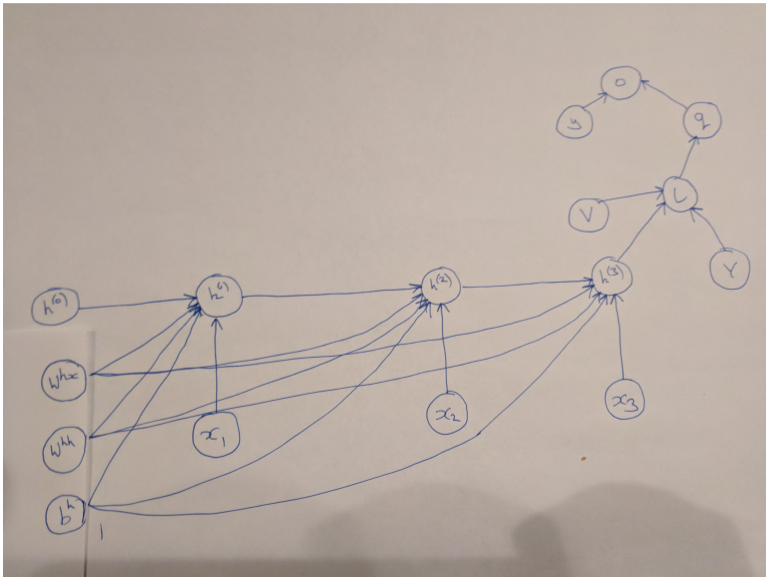 o
y
q
V
L
Y
h^(0)
h^(1)
h^(2)
h^(3)
W^hx
x_1
x_2
x_3
W^hh
b^h